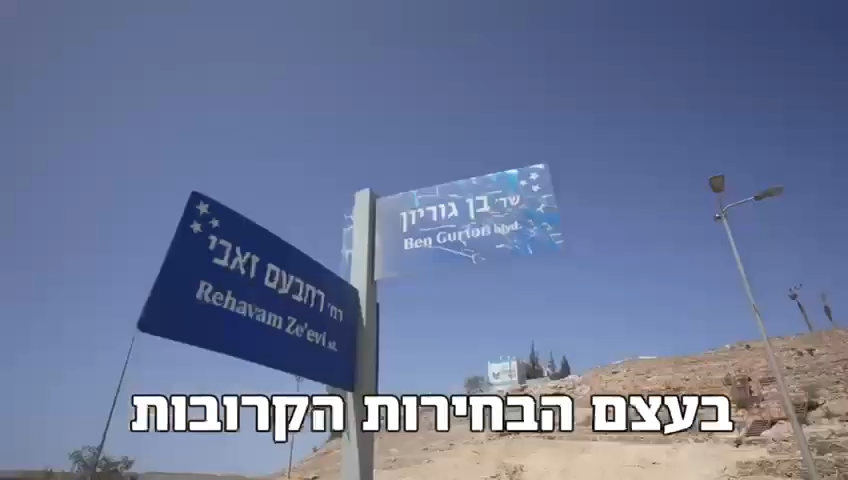 שד' בן גוריון
Ben Gurion blvd.
רח' רחבעם זאבי
Rehavam Ze'evi st.
בעצם הבחירות הקרובות